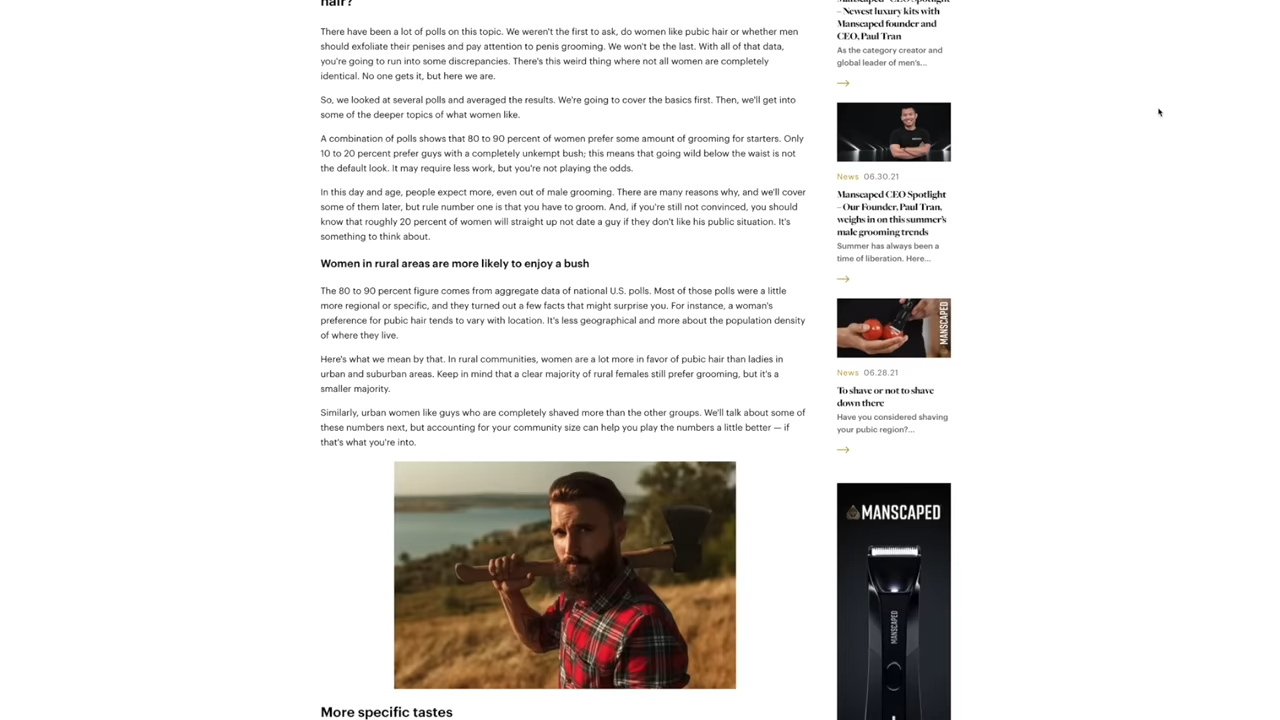 hair?
There have been a lot of polls on this topic. We weren't the first to ask, do women like pubic hair or whether men
should exfoliate their penises and pay attention to penis grooming. We won't be the last. With all of that data,
you're going to run into some discrepancies. There's this weird thing where not all women are completely
identical. No one gets it, but here we are.
So, we looked at several polls and averaged the results. We're going to cover the basics first. Then, we'll get into
some of the deeper topics of what women like.
A combination of polls shows that 80 to 90 percent of women prefer some amount of grooming for starters. Only
10 to 20 percent prefer guys with a completely unkempt bush; this means that going wild below the waist is not
the default look. It may require less work, but you're not playing the odds.
In this day and age, people expect more, even out of male grooming. There are many reasons why, and we'll cover
some of them later, but rule number one is that you have to groom. And, if you're still not convinced, you should
know that roughly 20 percent of women will straight up not date a guy if they don't like his public situation. It's
something to think about.
Women in rural areas are more likely to enjoy a bush
The 80 to 90 percent figure comes from aggregate data of national U.S. polls. Most of those polls were a little
more regional or specific, and they turned out a few facts that might surprise you. For instance, a woman's
preference for pubic hair tends to vary with location. It's less geographical and more about the population density
of where they live.
Here's what we mean by that. In rural communities, women are a lot more in favor of pubic hair than ladies in
urban and suburban areas. Keep in mind that a clear majority of rural females still prefer grooming, but it's a
smaller majority.
Similarly, urban women like guys who are completely shaved more than the other groups. We'll talk about some of
these numbers next, but accounting for your community size can help you play the numbers a little better — if
that's what you're into.
More specific tastes
Manscaped CEO Spotlight
– Newest luxury kits with
Manscaped founder and
CEO, Paul Tran
As the category creator and
global leader of men's...
→
News 06.30.21
Manscaped CEO Spotlight
– Our Founder, Paul Tran,
weighs in on this summer's
male grooming trends
Summer has always been a
time of liberation. Here...
→
MANSCAPED
News 06.28.21
To shave or not to shave
down there
Have you considered shaving
your pubic region?...
→
MANSCAPED
MANSCAPED